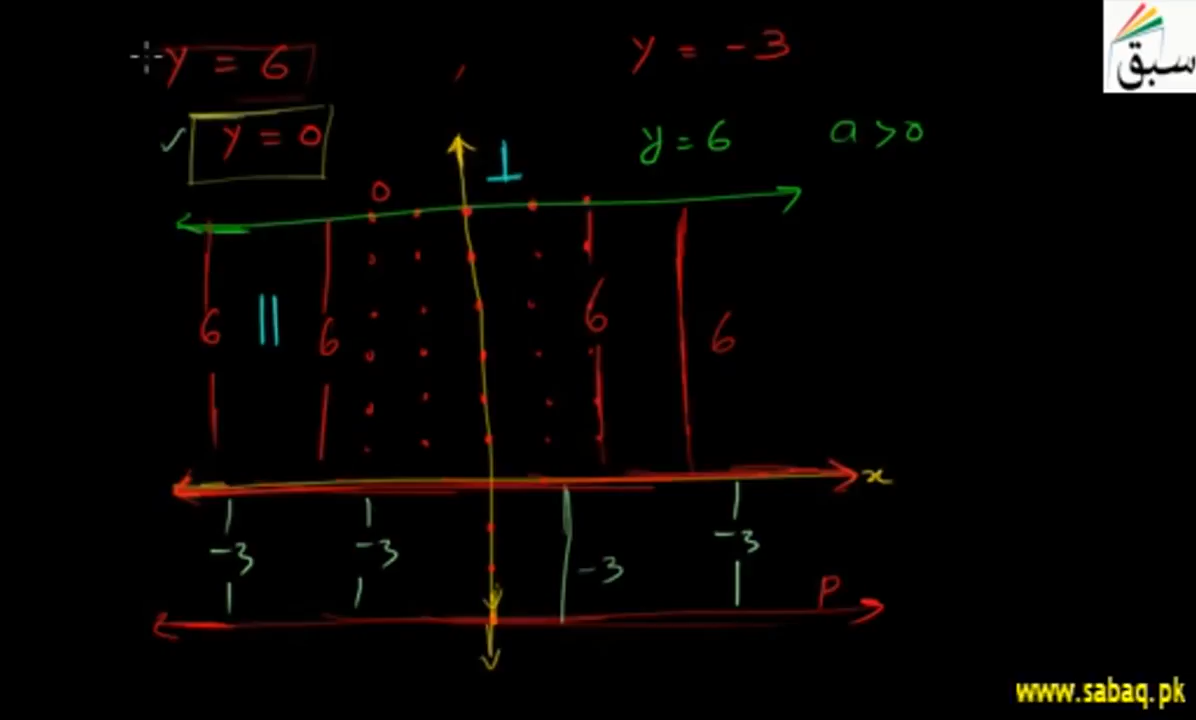 y = 6 , y = -3
سبق
y = 0 y = 6 a > 0
⊥
0
6 || 6 6 6
x
-3 -3 -3 -3
P
www.sabaq.pk